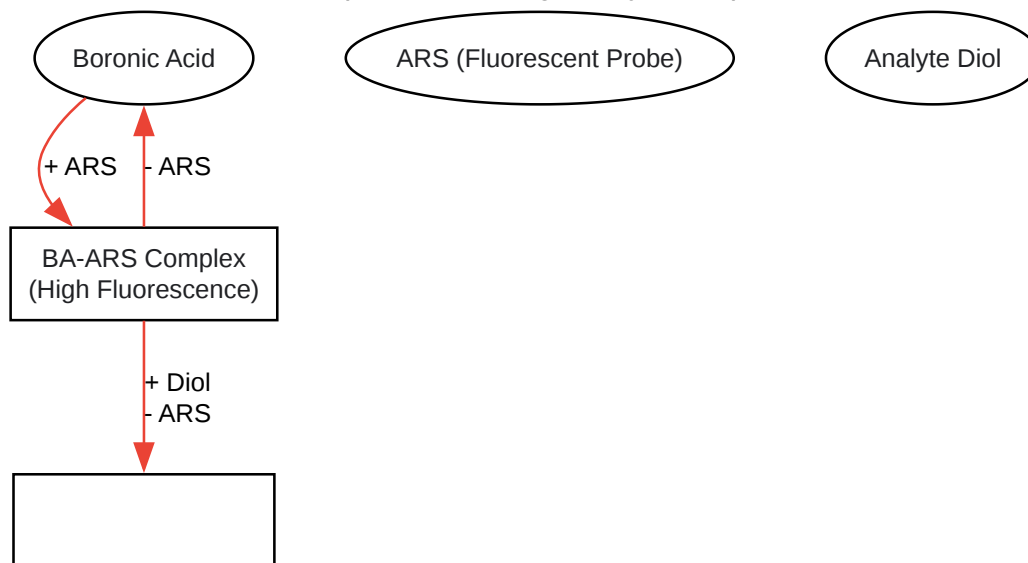 Boronic Acid
ARS (Fluorescent Probe)
Analyte Diol
+ ARS
- ARS
BA-ARS Complex
(High Fluorescence)
+ Diol
- ARS